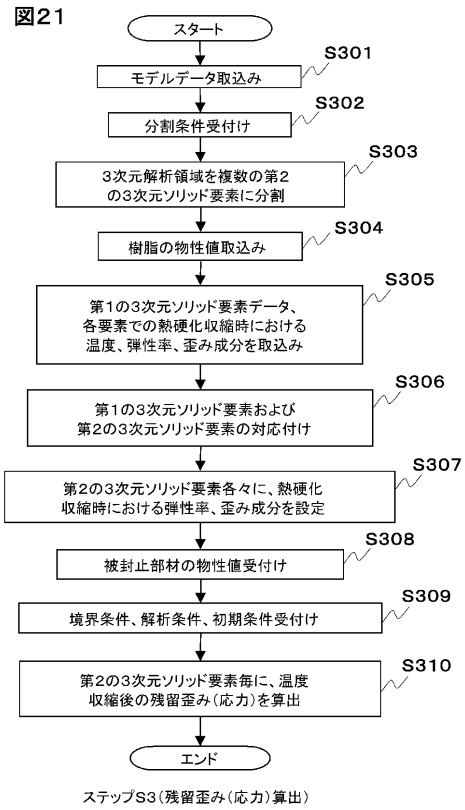 図21
スタート
S301
モデルデータ取込み
S302
分割条件受付け
S303
3次元解析領域を複数の第2
の3次元ソリッド要素に分割
S304
樹脂の物性値取込み
S305
第1の3次元ソリッド要素データ、
各要素での熱硬化収縮時における
温度、弾性率、歪み成分を取込み
S306
第1の3次元ソリッド要素および
第2の3次元ソリッド要素の対応付け
S307
第2の3次元ソリッド要素各々に、熱硬化
収縮時における弾性率、歪み成分を設定
S308
被封止部材の物性値受付け
S309
境界条件、解析条件、初期条件受付け
S310
第2の3次元ソリッド要素毎に、温度
収縮後の残留歪み(応力)を算出
エンド
ステップS3(残留歪み(応力)算出)